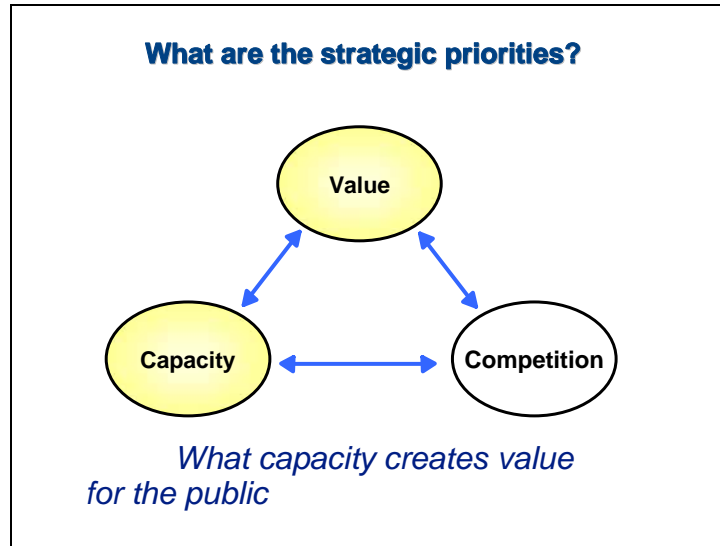 What are the strategic priorities?
Value
Capacity
Competition
What capacity creates value
for the public